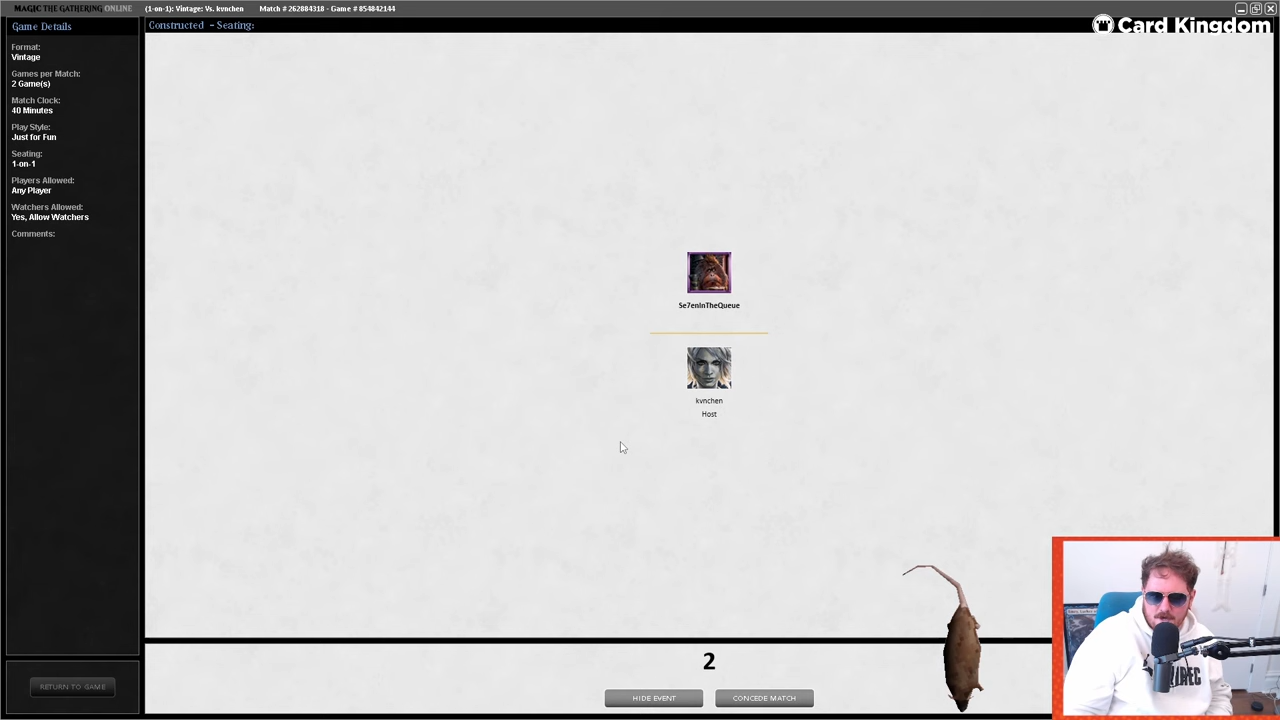 MAGIC THE GATHERING ONLINE (1-on-1): Vintage: Vs. kvnchen Match # 262884318 - Game # 854842144
Game Details
Constructed - Seating:
Card Kingdom
Format:
Vintage
Games per Match:
2 Game(s)
Match Clock:
40 Minutes
Play Style:
Just for Fun
Seating:
1-on-1
Players Allowed:
Any Player
Watchers Allowed:
Yes, Allow Watchers
Comments:
Se7enInTheQueue
kvnchen
Host
2
RETURN TO GAME
HIDE EVENT
CONCEDE MATCH